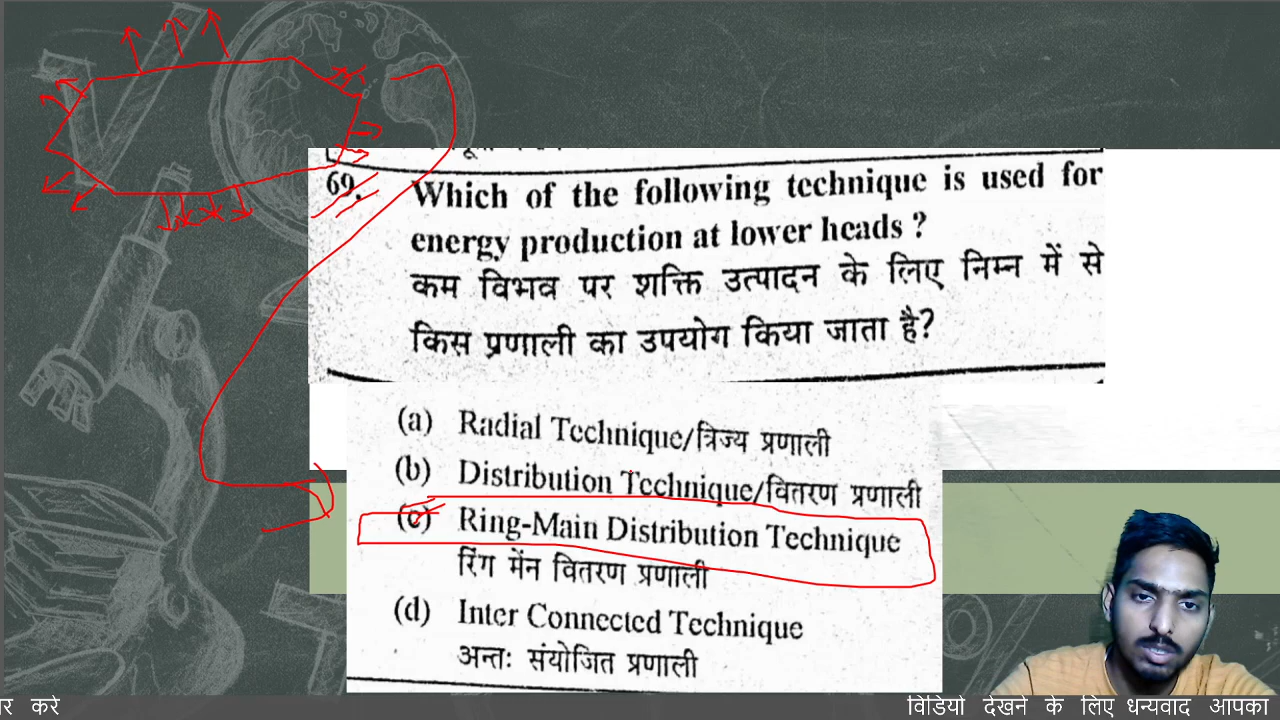 69. Which of the following technique is used for
energy production at lower heads ?
कम विभव पर शक्ति उत्पादन के लिए निम्न में से
किस प्रणाली का उपयोग किया जाता है?
(a) Radial Technique/त्रिज्य प्रणाली
(b) Distribution Technique/वितरण प्रणाली
(c) Ring-Main Distribution Technique
रिंग मेंन वितरण प्रणाली
(d) Inter Connected Technique
अन्तः संयोजित प्रणाली
करे विडियो देखने के लिए धन्यवाद आपका